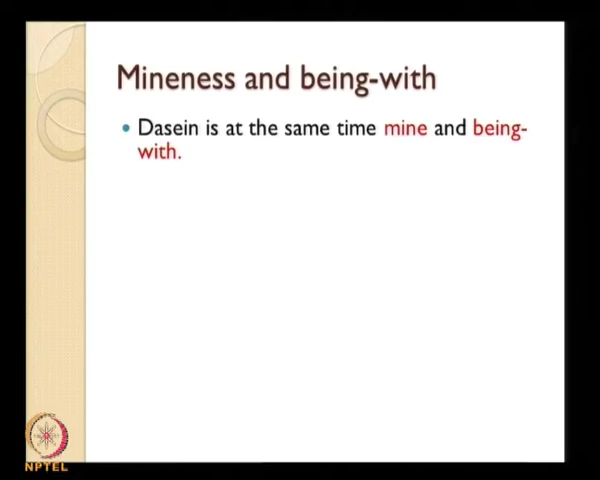 Mineness and being-with
• Dasein is at the same time mine and being-
with.
NPTEL